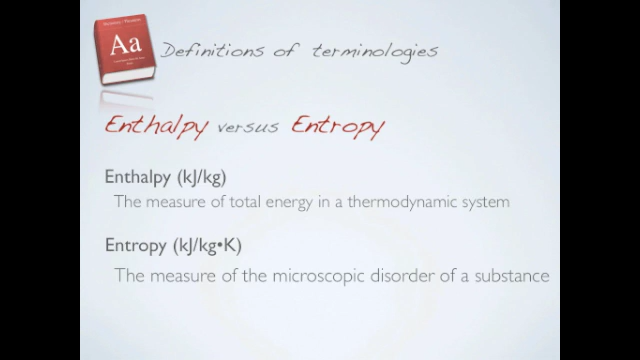 Aa
Definitions of terminologies
Enthalpy versus Entropy
Enthalpy (kJ/kg)
The measure of total energy in a thermodynamic system
Entropy (kJ/kg•K)
The measure of the microscopic disorder of a substance